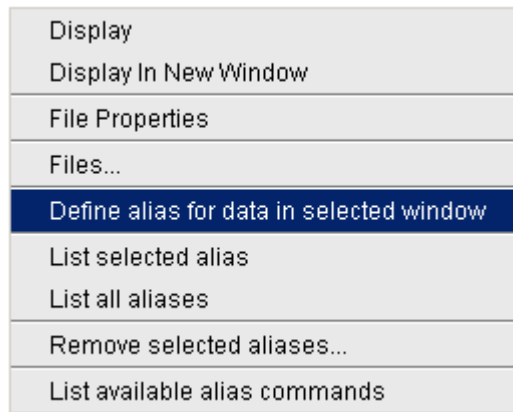 Display
Display In New Window
File Properties
Files...
Define alias for data in selected window
List selected alias
List all aliases
Remove selected aliases...
List available alias commands